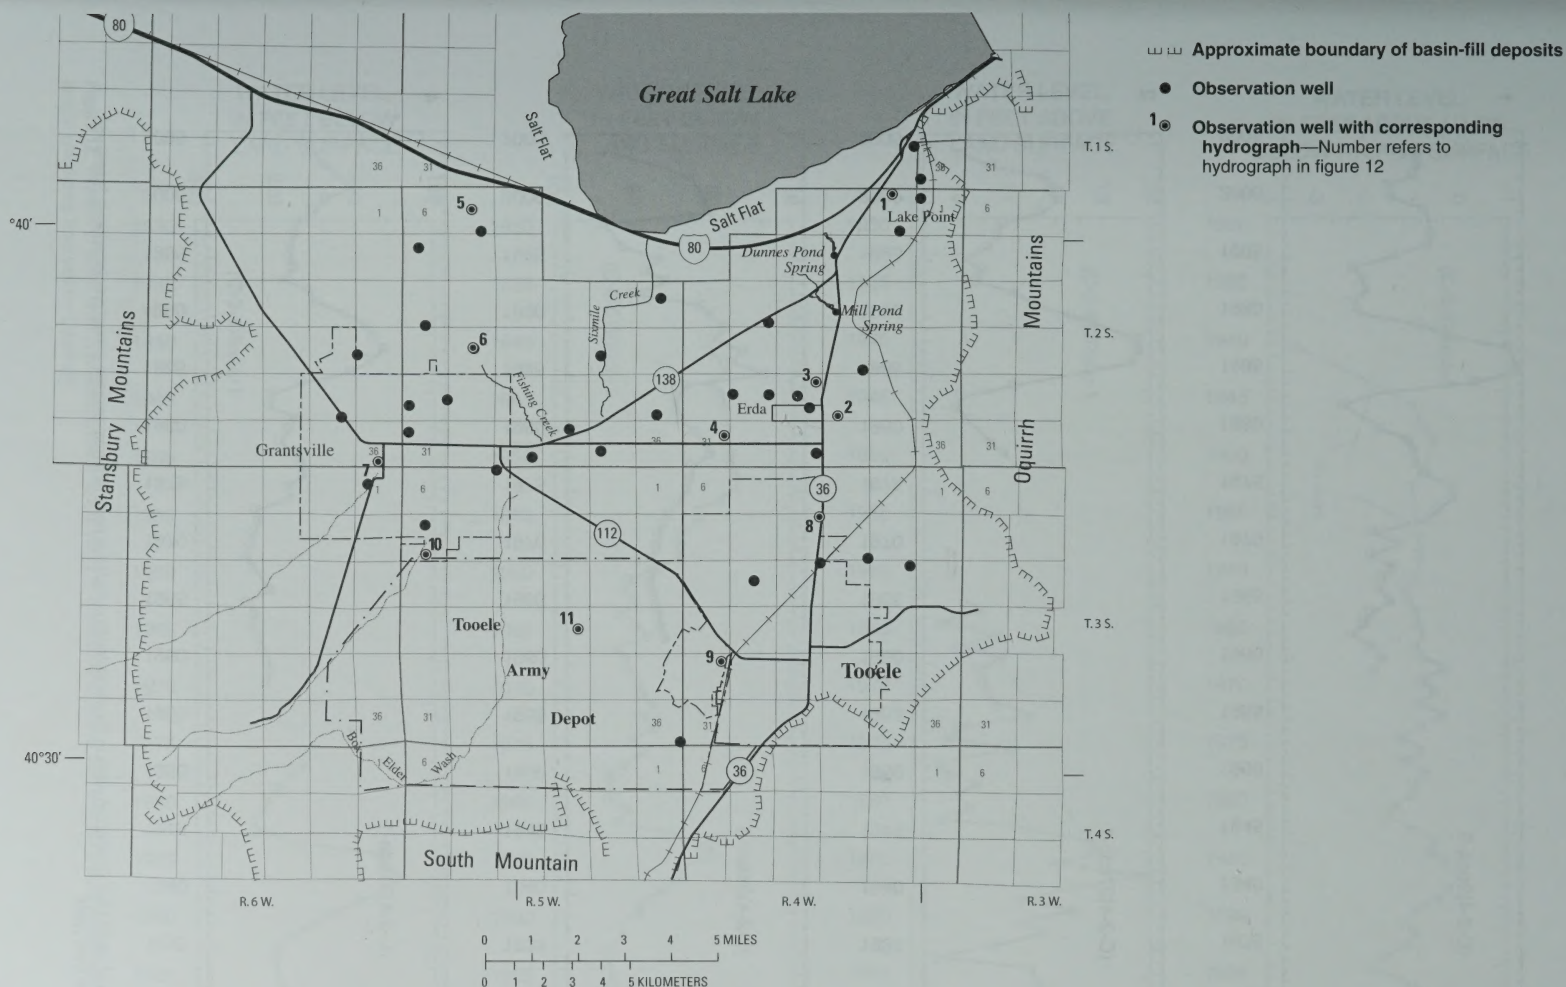 80
Great Salt Lake
Salt Flat
Approximate boundary of basin-fill deposits
Observation well
1
Observation well with corresponding
hydrograph—Number refers to
hydrograph in figure 12
T.1 S.
36
31
36
31
5
1
6
1
1
6
Lake Point
°40′
Salt Flat
80
Dunnes Pond
Spring
Creek
Sixmile
Mill Pond
Spring
Oquirrh Mountains
Stansbury Mountains
T.2 S.
6
138
3
Fishing Creek
Erda
2
4
Grantsville
36
31
36
31
36
31
7
1
6
1
6
36
1
6
8
112
10
11
Tooele
T.3 S.
9
Army
Tooele
Depot
36
31
36
31
36
31
Box
Elder
Wash
40°30′
6
1
6
36
1
6
T.4 S.
South Mountain
R.6 W.
R.5 W.
R.4 W.
R.3 W.
0 1 2 3 4 5 MILES
0 1 2 3 4 5 KILOMETERS